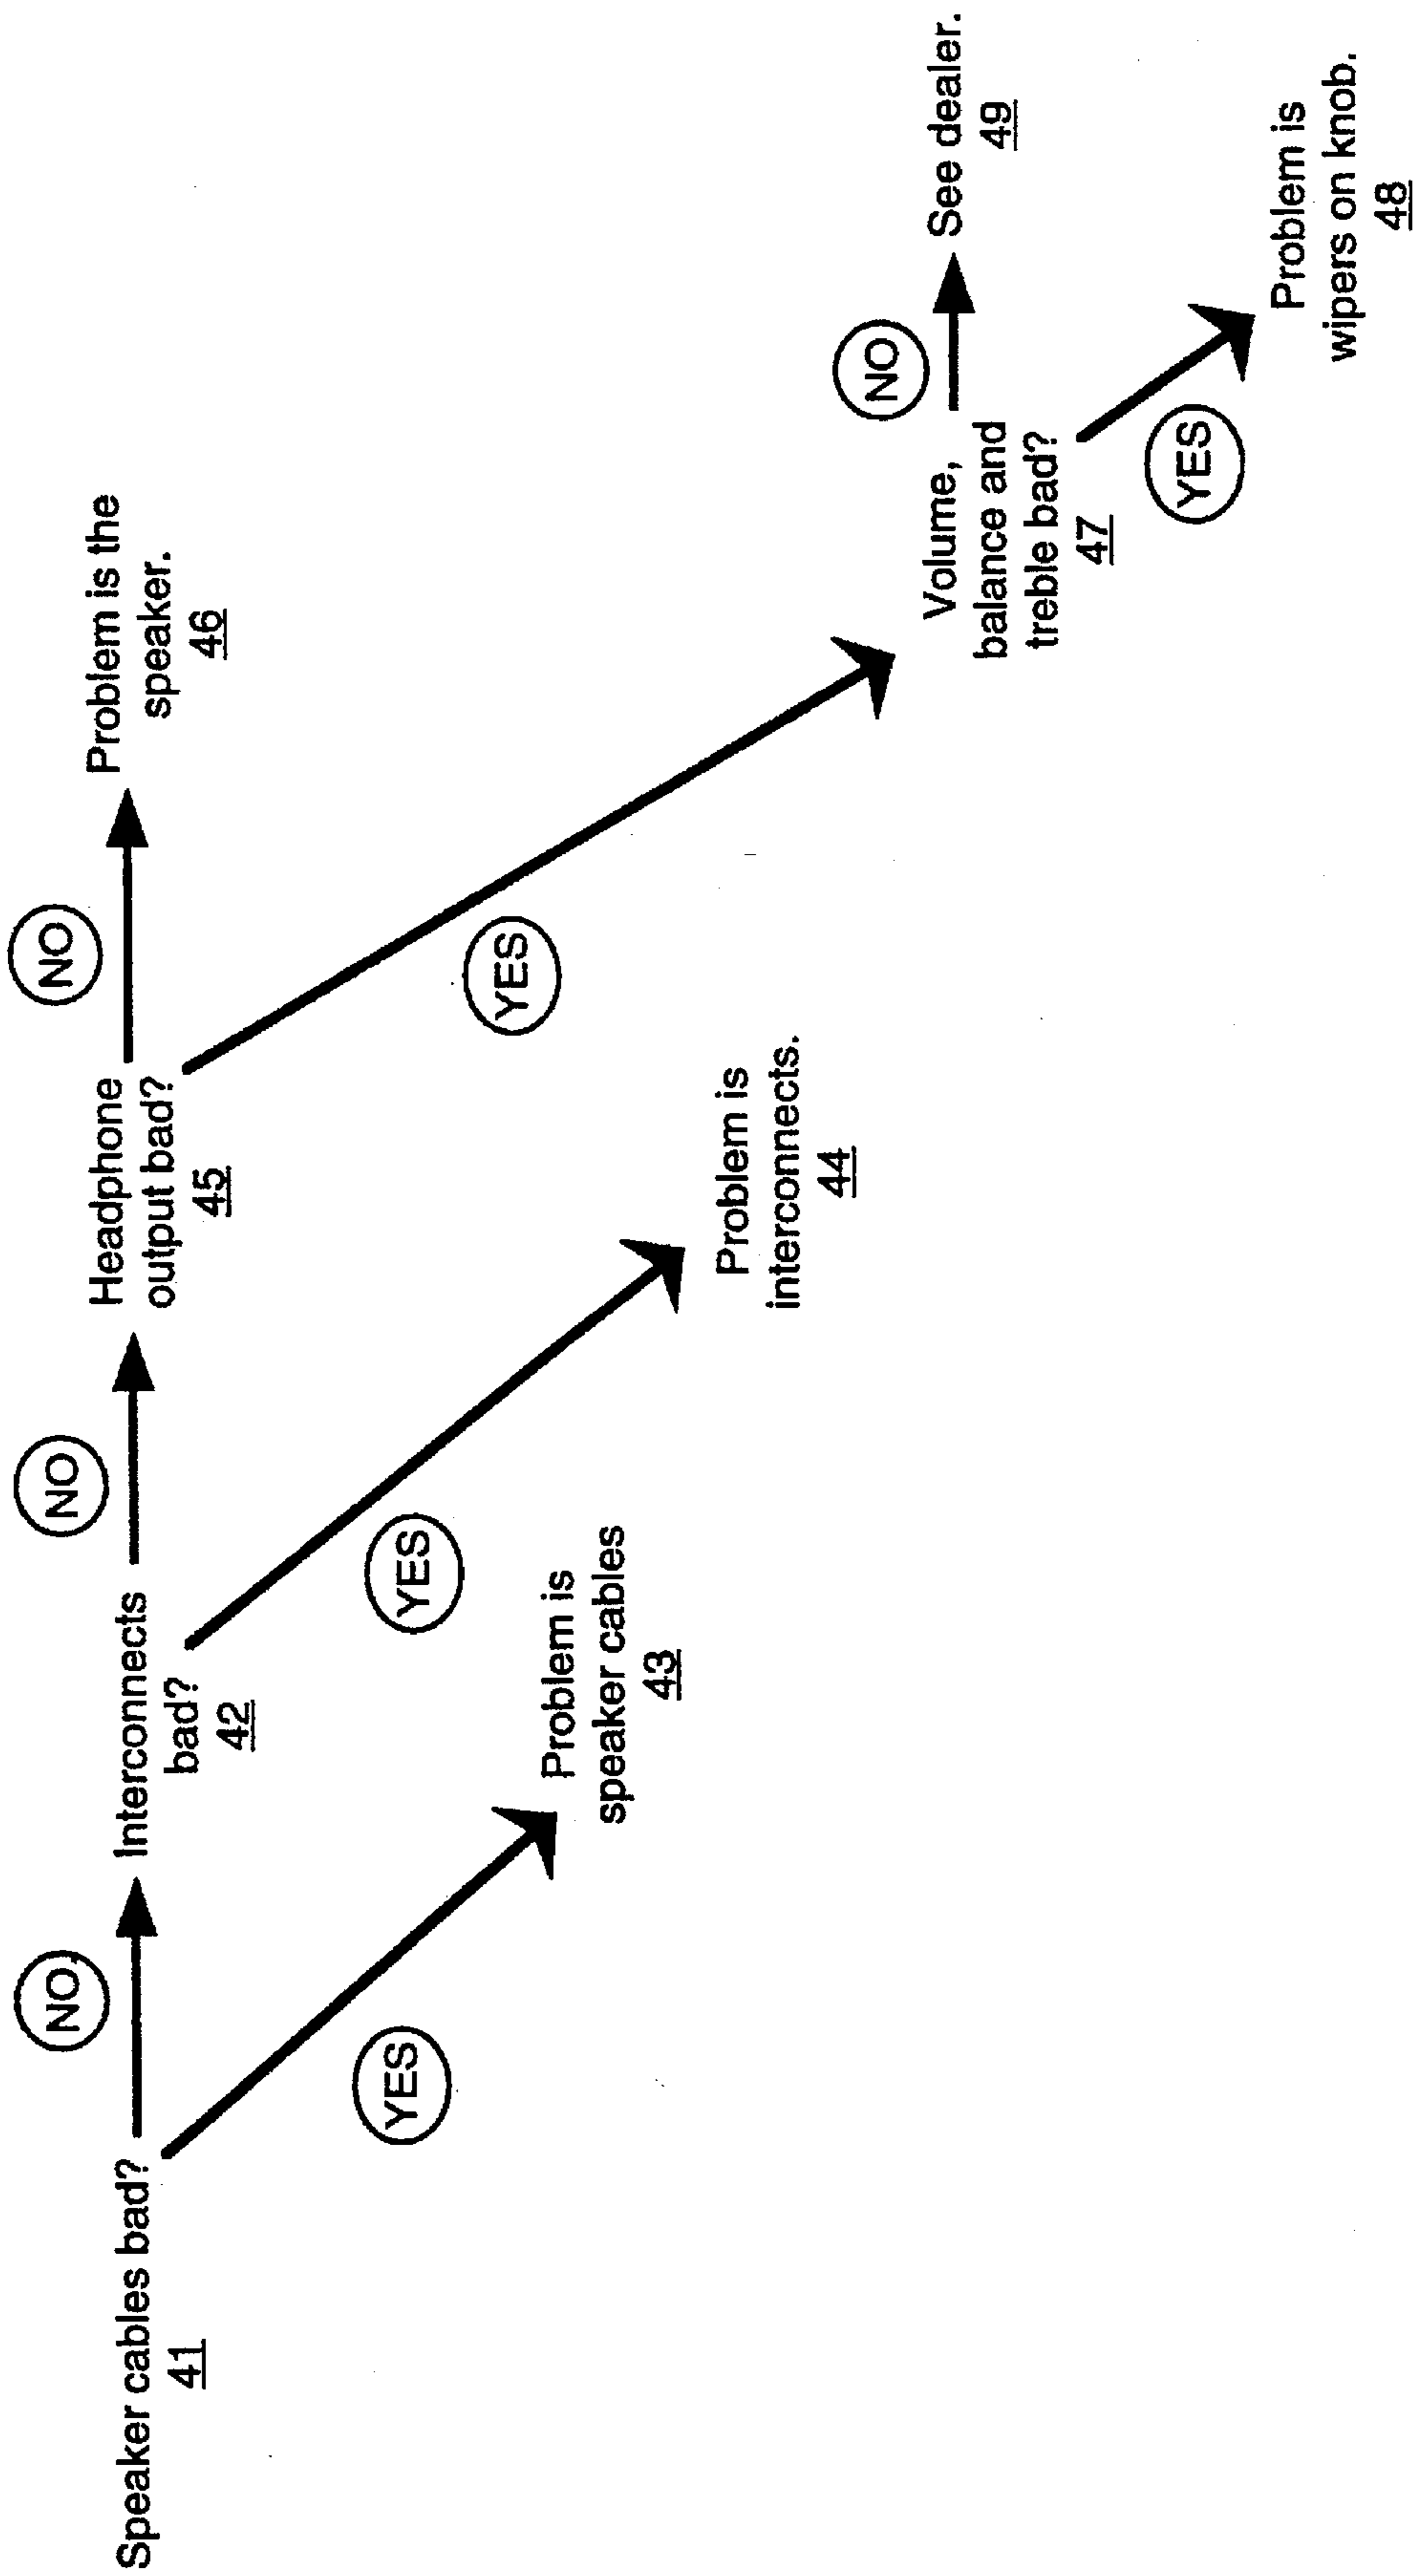 Speaker cables bad?
41
NO
YES
Interconnects
bad?
42
Problem is
speaker cables
43
NO
YES
Headphone
output bad?
45
Problem is
interconnects.
44
NO
YES
Problem is the
speaker.
46
Volume,
balance and
treble bad?
47
NO
YES
See dealer.
49
Problem is
wipers on knob.
48